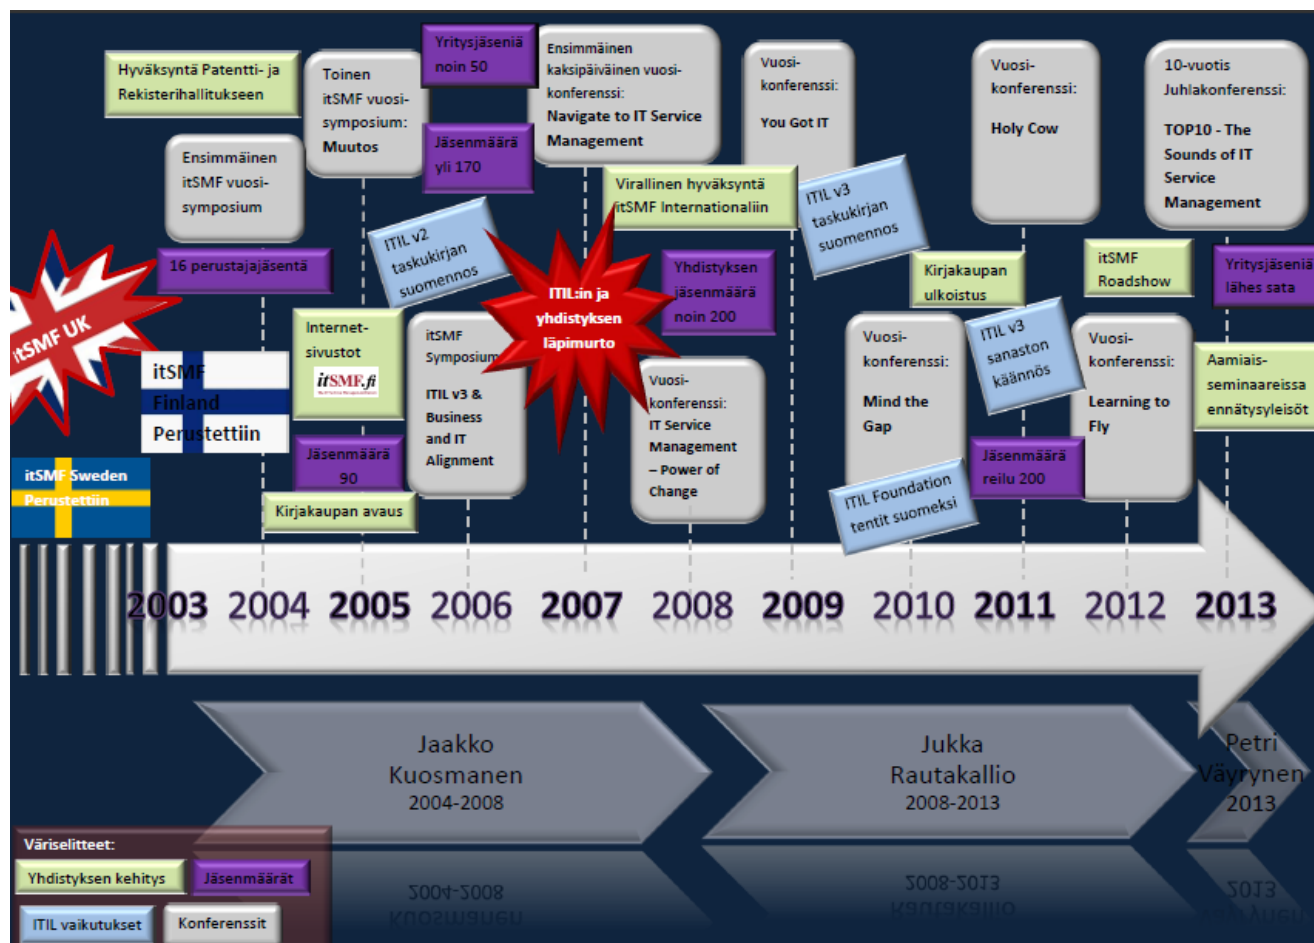 Hyväksyntä Patentti- ja
Rekisterihallitukseen
Ensimmäinen
itSMF vuosi-
symposium
16 perustajajäsentä
itSMF UK
itSMF
Finland
Perustettiin
itSMF Sweden
Perustettiin
Toinen
itSMF vuosi-
symposium:
Muutos
Internet-
sivustot
itSMF.fi
Jäsenmäärä
90
Kirjakaupan avaus
Yritysjäseniä
noin 50
Jäsenmäärä
yli 170
ITIL v2
taskukirjan
suomennos
itSMF
Symposium
ITIL v3 &
Business
and IT
Alignment
Ensimmäinen
kaksipäiväinen vuosi-
konferenssi:
Navigate to IT Service
Management
ITIL:in ja
yhdistyksen
läpimurto
Virallinen hyväksyntä
itSMF Internationaliin
Yhdistyksen
jäsenmäärä
noin 200
Vuosi-
konferenssi:
IT Service
Management
– Power of
Change
Vuosi-
konferenssi:
You Got IT
ITIL v3
taskukirjan
suomennos
Vuosi-
konferenssi:
Mind the
Gap
ITIL Foundation
tentit suomeksi
Kirjakaupan
ulkoistus
Vuosi-
konferenssi:
Holy Cow
ITIL v3
sanaston
käännös
Jäsenmäärä
reilu 200
itSMF
Roadshow
Vuosi-
konferenssi:
Learning to
Fly
10-vuotis
Juhlakonferenssi:
TOP10 - The
Sounds of IT
Service
Management
Yritysjäseniä
lähes sata
Aamiais-
seminaareissa
ennätysyleisöt
2003 2004 2005 2006 2007 2008 2009 2010 2011 2012 2013
Jaakko
Kuosmanen
2004-2008
Jukka
Rautakallio
2008-2013
Petri
Väyrynen
2013
Väriselitteet:
Yhdistyksen kehitys
Jäsenmäärät
ITIL vaikutukset
Konferenssit